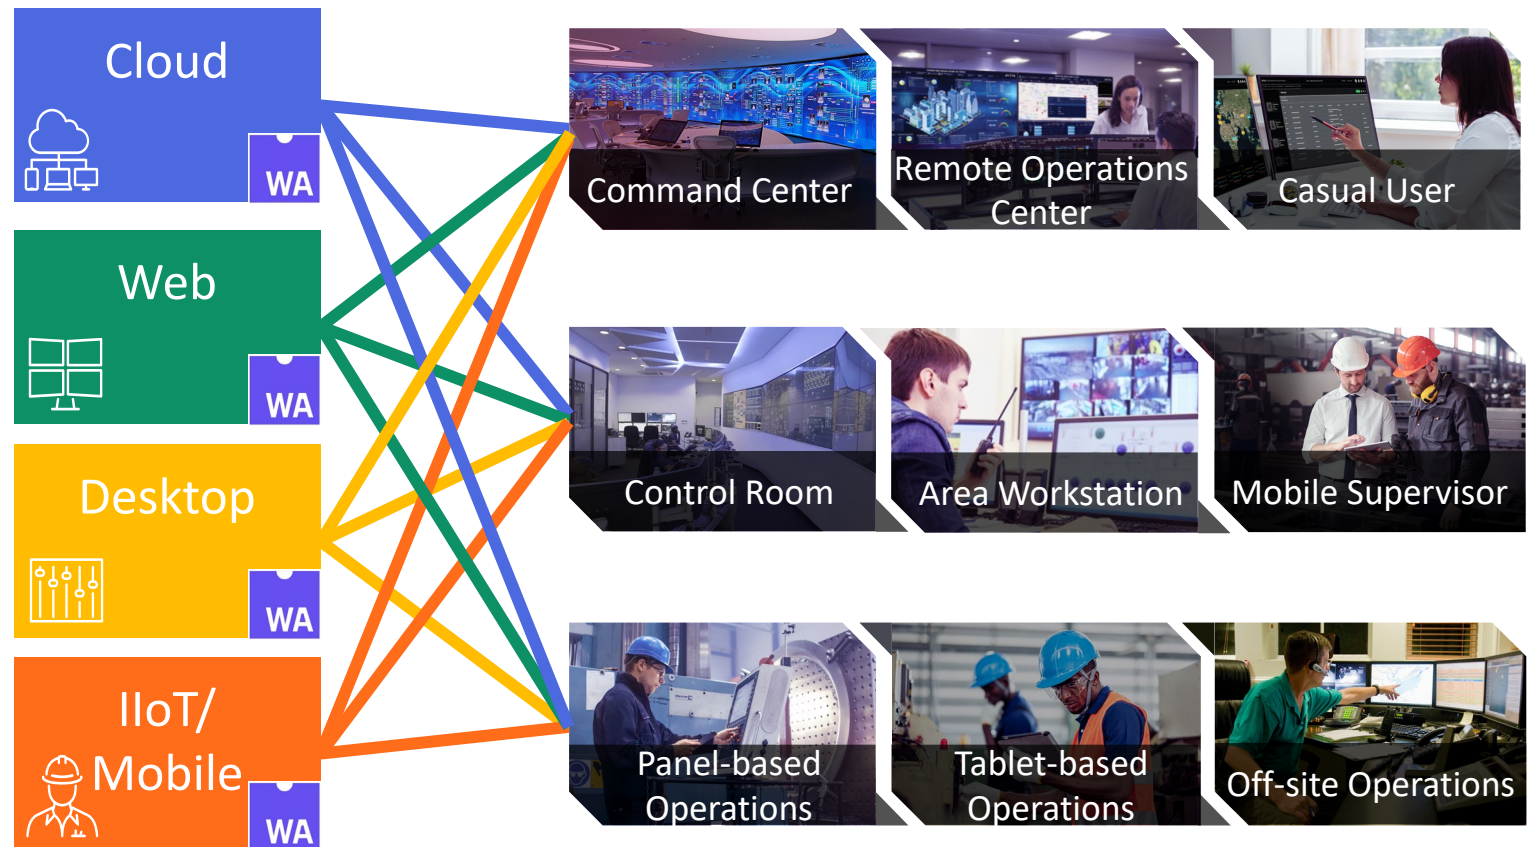 Cloud
WA
Web
WA
Desktop
WA
IIoT/
Mobile
WA
Command Center
Remote Operations
Center
Casual User
Control Room
Area Workstation
Mobile Supervisor
Panel-based
Operations
Tablet-based
Operations
Off-site Operations